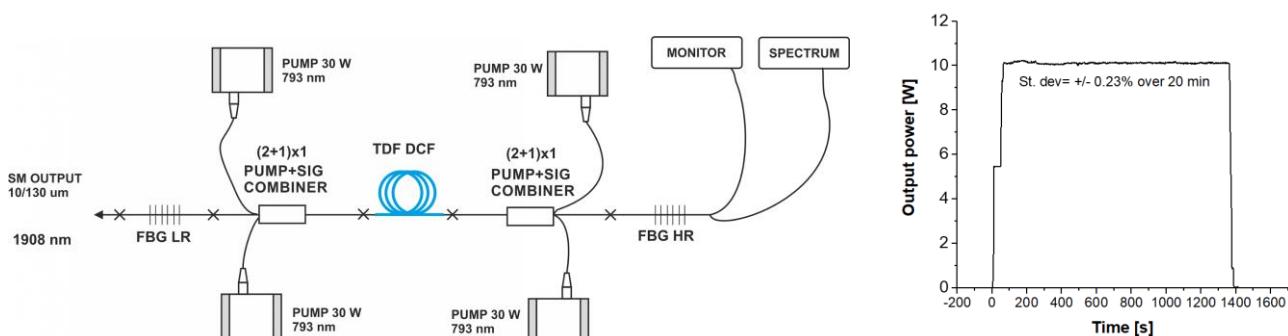 PUMP 30 W
793 nm
PUMP 30 W
793 nm
MONITOR
SPECTRUM
(2+1)x1
PUMP+SIG
COMBINER
TDF DCF
(2+1)x1
PUMP+SIG
COMBINER
SM OUTPUT
10/130 um
1908 nm
FBG LR
FBG HR
PUMP 30 W
793 nm
PUMP 30 W
793 nm
Output power [W]
12
10
8
6
4
2
0
St. dev= +/- 0.23% over 20 min
-200 0 200 400 600 800 1000 1200 1400 1600
Time [s]